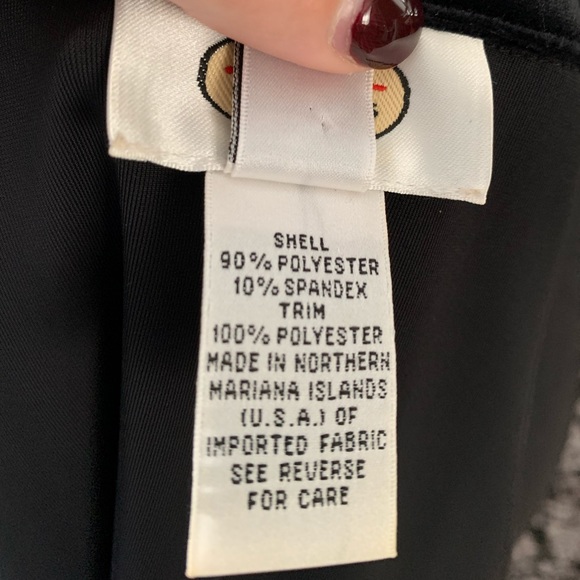 SHELL
90% POLYESTER
10% SPANDEX
TRIM
100% POLYESTER
MADE IN NORTHERN
MARIANA ISLANDS
(U.S.A.) OF
IMPORTED FABRIC
SEE REVERSE
FOR CARE